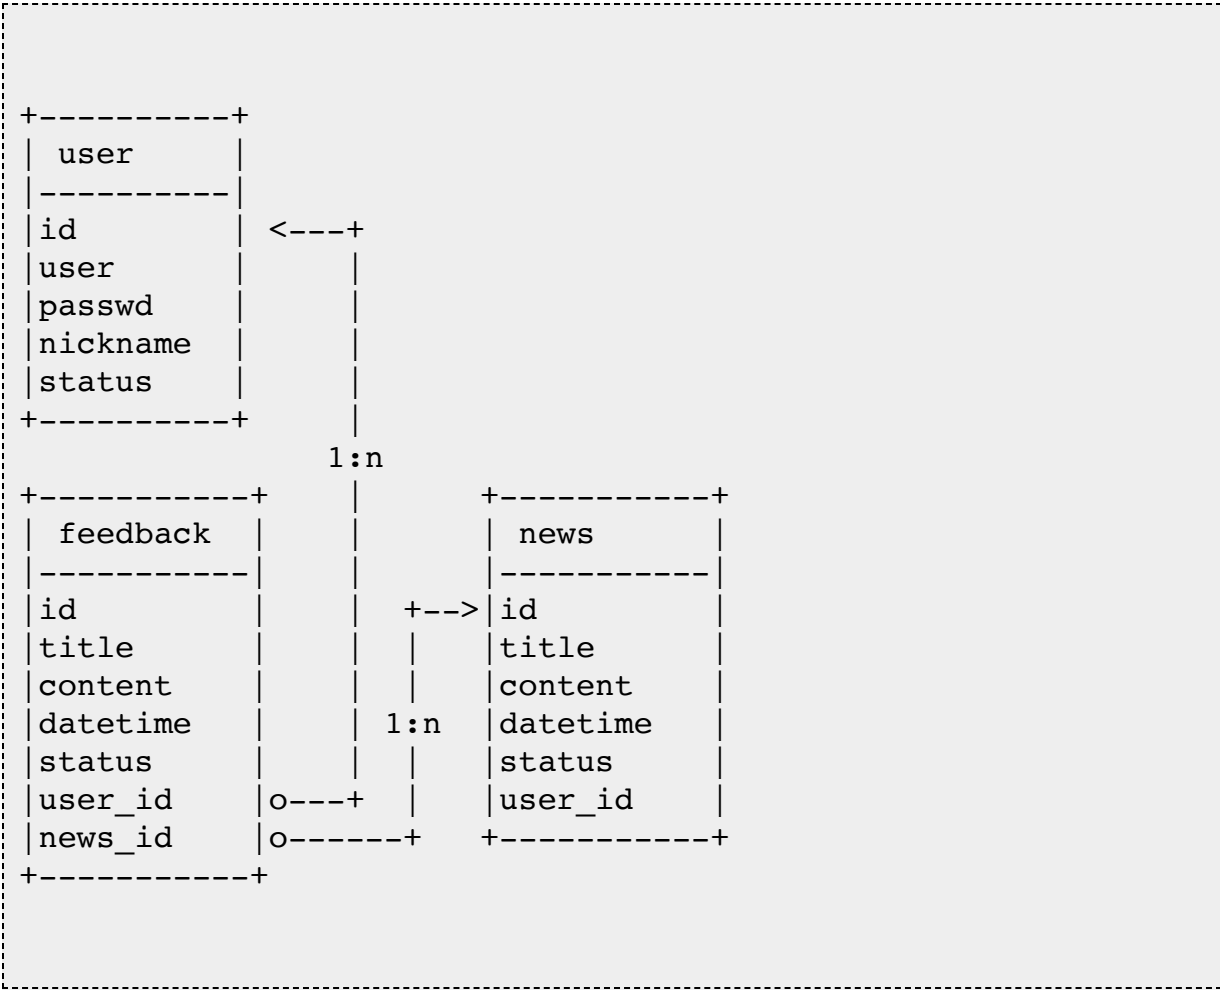 +----------+
| user     |
|----------|
|id        | <---+
|user      |     |
|passwd    |     |
|nickname  |     |
|status    |     |
+----------+     |
                1:n
+-----------+    |      +-----------+
| feedback  |    |      | news      |
|-----------|    |      |-----------|
|id         |    |  +-->|id         |
|title      |    |  |   |title      |
|content    |    |  |   |content    |
|datetime   |    | 1:n  |datetime   |
|status     |    |  |   |status     |
|user_id    |o---+  |   |user_id    |
|news_id    |o------+   +-----------+
+-----------+